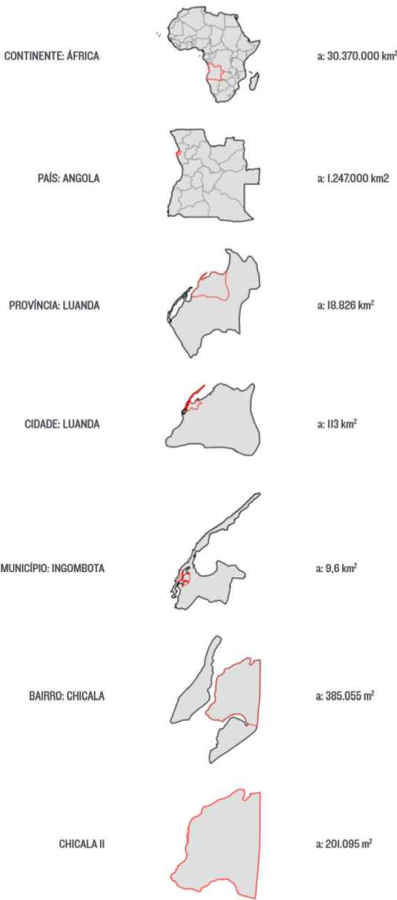 CONTINENTE: ÁFRICA a: 30.370.000 km²
PAÍS: ANGOLA a: 1.247.000 km2
PROVÍNCIA: LUANDA a: 18.826 km²
CIDADE: LUANDA a: 113 km²
MUNICÍPIO: INGOMBOTA a: 9,6 km²
BAIRRO: CHICALA a: 385.055 m²
CHICALA II a: 201.095 m²